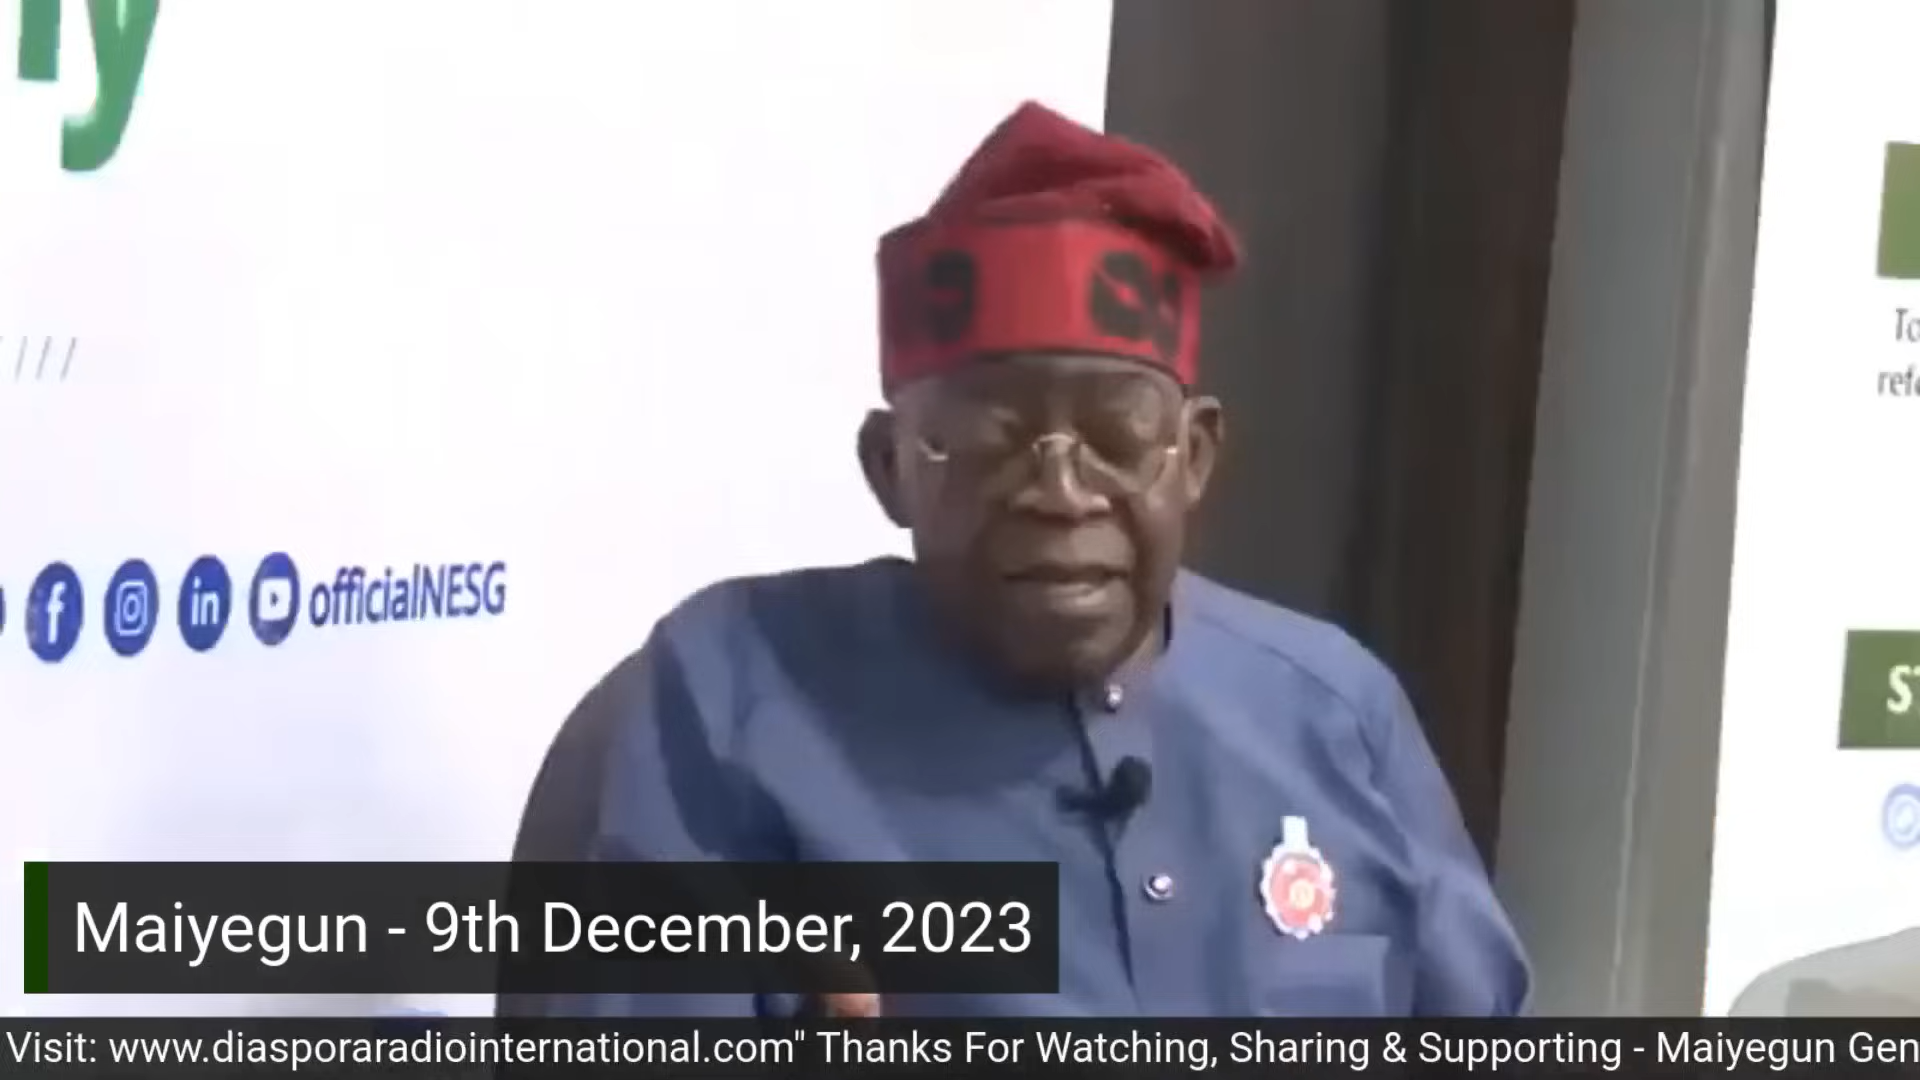 officialNESG
Maiyegun - 9th December, 2023
Visit: www.diasporaradiointernational.com" Thanks For Watching, Sharing & Supporting - Maiyegun Gen